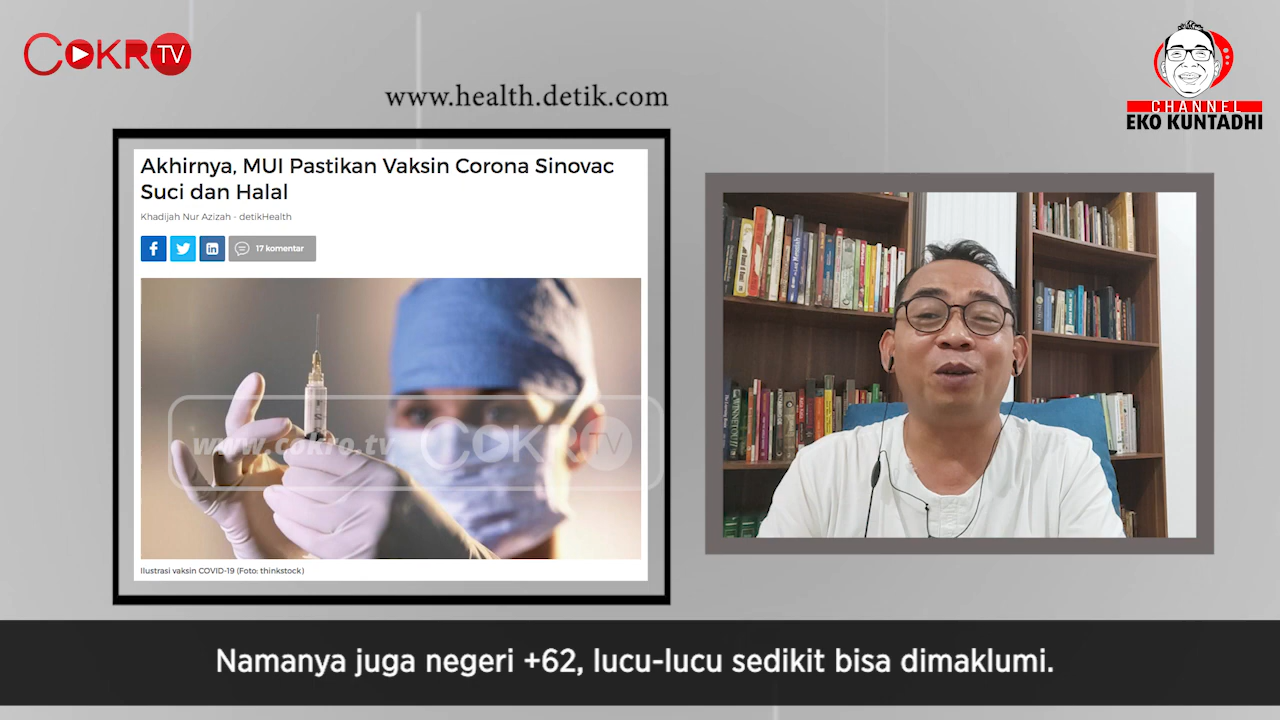 COKRO TV
CHANNEL
EKO KUNTADHI
www.health.detik.com
Akhirnya, MUI Pastikan Vaksin Corona Sinovac
Suci dan Halal
Khadijah Nur Azizah - detikHealth
17 komentar
www.cokro.tv COKRO TV
Ilustrasi vaksin COVID-19 (Foto: thinkstock)
Namanya juga negeri +62, lucu-lucu sedikit bisa dimaklumi.